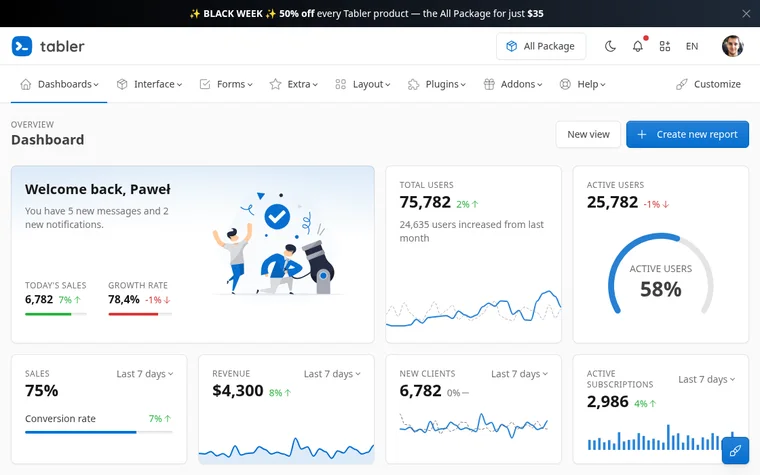 ✨ BLACK WEEK ✨ 50% off every Tabler product — the All Package for just $35
tabler
All Package
EN
Dashboards
Interface
Forms
Extra
Layout
Plugins
Addons
Help
Customize
OVERVIEW
Dashboard
New view
Create new report
Welcome back, Paweł
You have 5 new messages and 2
new notifications.
TODAY'S SALES
6,782 7%
GROWTH RATE
78,4% -1%
TOTAL USERS
75,782 2%
24,635 users increased from last
month
ACTIVE USERS
25,782 -1%
ACTIVE USERS
58%
SALES
Last 7 days
75%
Conversion rate 7%
REVENUE
Last 7 days
$4,300 8%
NEW CLIENTS
Last 7 days
6,782 0%
ACTIVE
SUBSCRIPTIONS
Last 7 days
2,986 4%